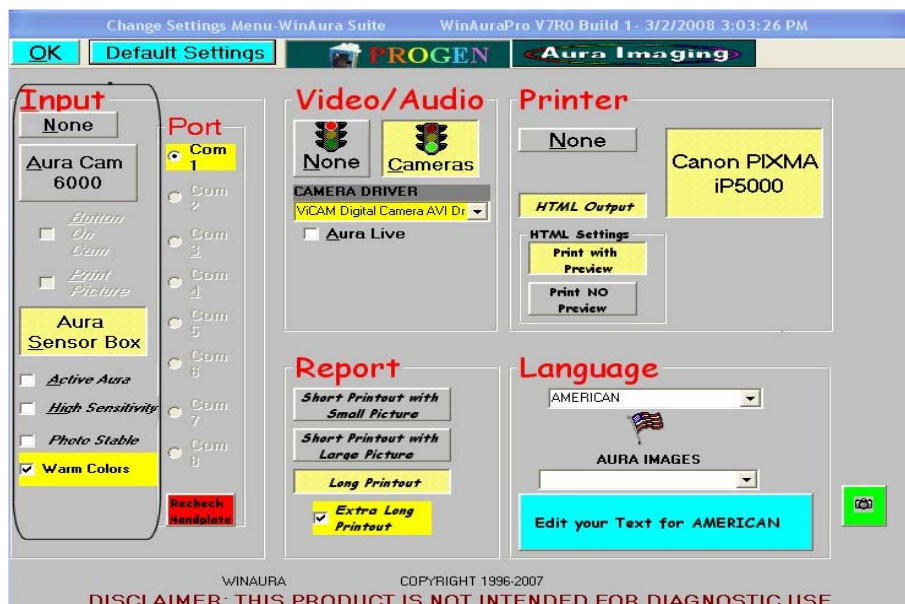 Change Settings Menu-WinAura Suite WinAuraPro V7R0 Build 1- 3/2/2008 3:03:26 PM
OK Default Settings PROGEN Aura Imaging
Input
None
Aura Cam
6000
Button
On
Cam
Print
Picture
Aura
Sensor Box
Active Aura
High Sensitivity
Photo Stable
Warm Colors
Port
Com
1
Com
2
Com
3
Com
4
Com
5
Com
6
Com
7
Com
8
Recheck
Handplate
Video/Audio
None Cameras
CAMERA DRIVER
ViCAM Digital Camera AVI Dr
Aura Live
Printer
None
Canon PIXMA
iP5000
HTML Output
HTML Settings
Print with
Preview
Print NO
Preview
Report
Short Printout with
Small Picture
Short Printout with
Large Picture
Long Printout
Extra Long
Printout
Language
AMERICAN
AURA IMAGES
Edit your Text for AMERICAN
WINAURA COPYRIGHT 1996-2007
DISCLAIMER: THIS PRODUCT IS NOT INTENDED FOR DIAGNOSTIC USE